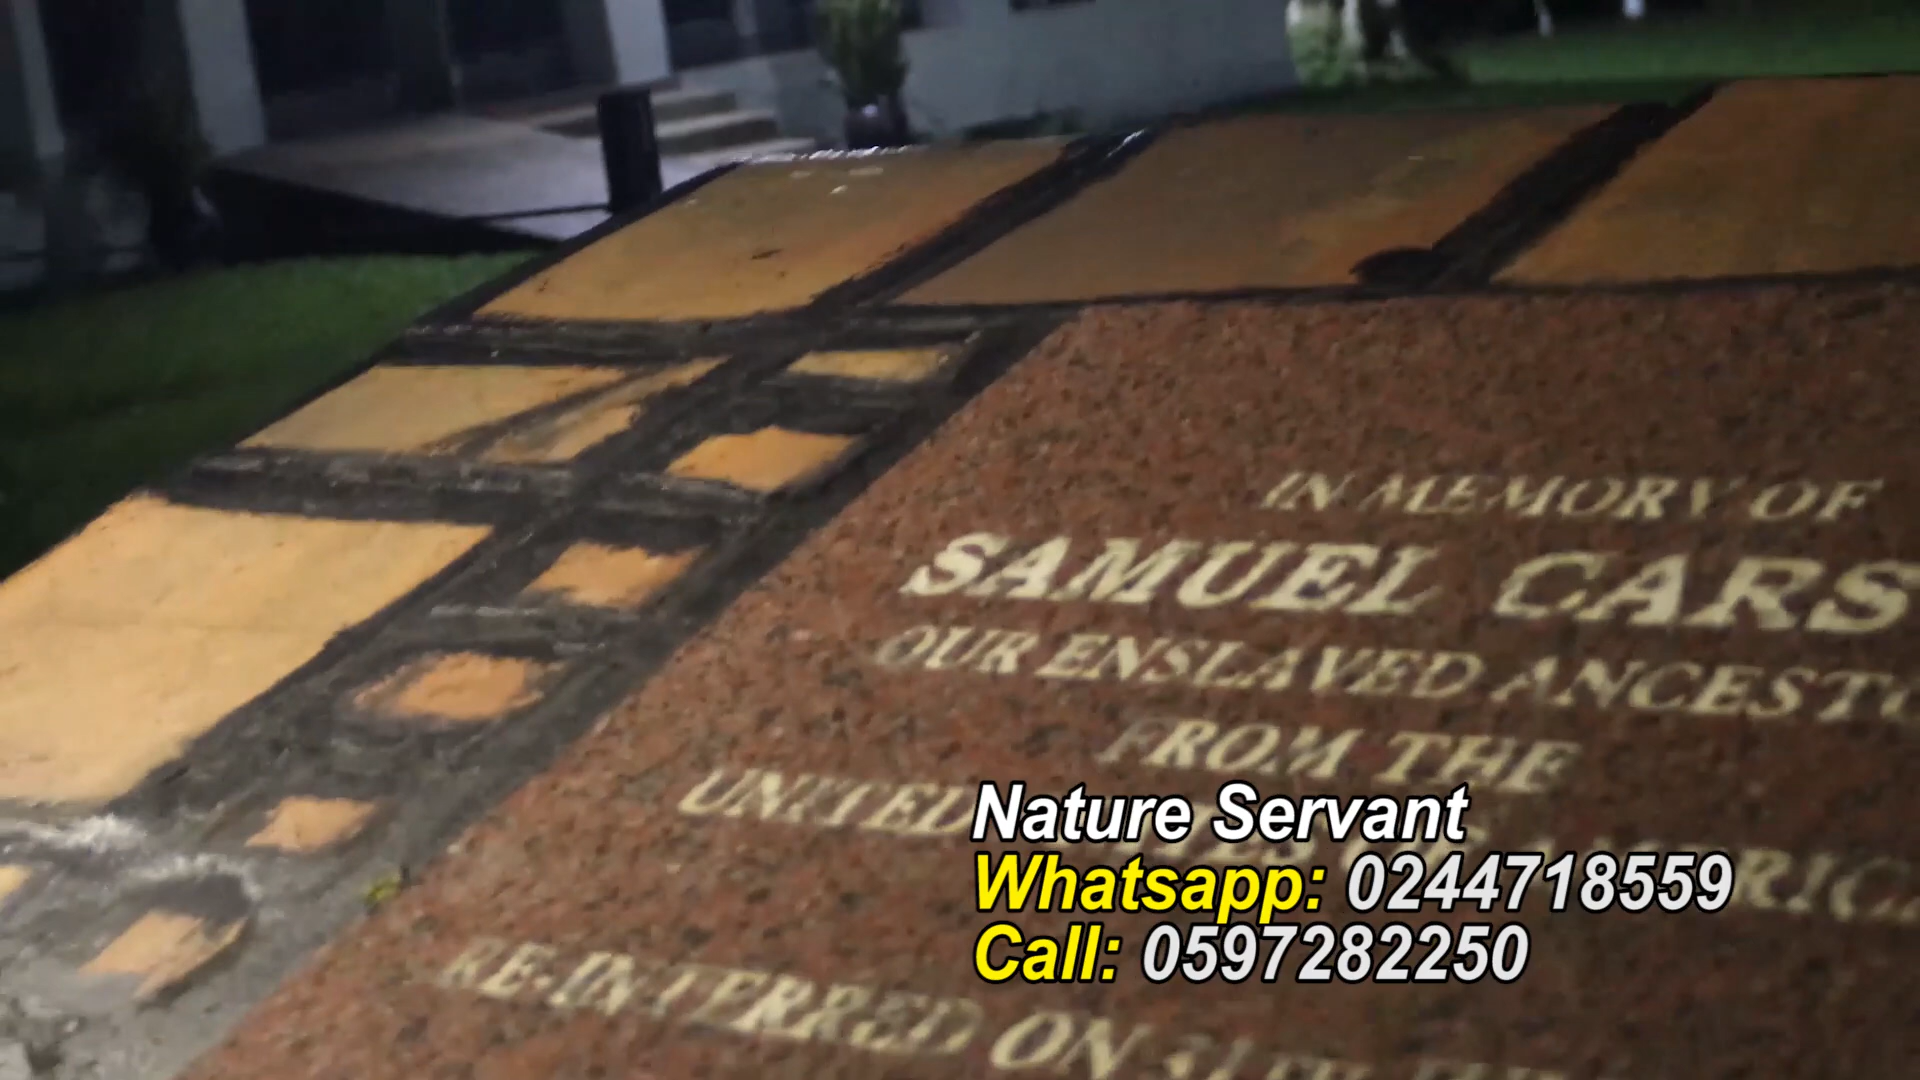 IN MEMORY OF
SAMUEL CARS
OUR ENSLAVED ANCESTO
FROM THE
UNITED
RE-INTERRED ON
Nature Servant
Whatsapp: 0244718559
Call: 0597282250